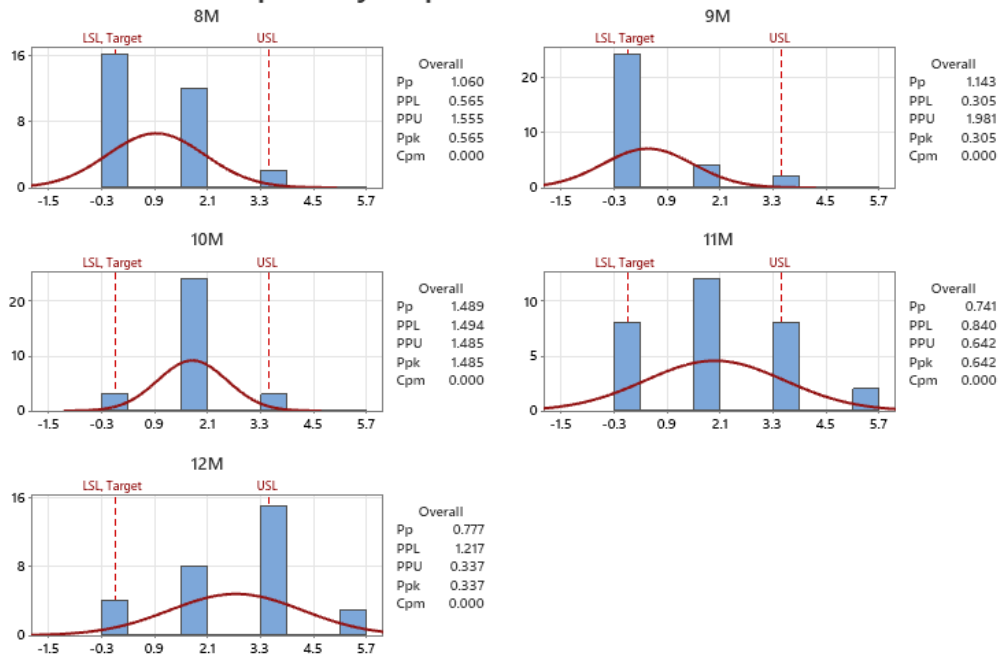 8M
LSL, Target USL
16
8
0
-1.5 -0.3 0.9 2.1 3.3 4.5 5.7
Overall
Pp 1.060
PPL 0.565
PPU 1.555
Ppk 0.565
Cpm 0.000
9M
LSL, Target USL
20
10
0
-1.5 -0.3 0.9 2.1 3.3 4.5 5.7
Overall
Pp 1.143
PPL 0.305
PPU 1.981
Ppk 0.305
Cpm 0.000
10M
LSL, Target USL
20
10
0
-1.5 -0.3 0.9 2.1 3.3 4.5 5.7
Overall
Pp 1.489
PPL 1.494
PPU 1.485
Ppk 1.485
Cpm 0.000
11M
LSL, Target USL
10
5
0
-1.5 -0.3 0.9 2.1 3.3 4.5 5.7
Overall
Pp 0.741
PPL 0.840
PPU 0.642
Ppk 0.642
Cpm 0.000
12M
LSL, Target USL
16
8
0
-1.5 -0.3 0.9 2.1 3.3 4.5 5.7
Overall
Pp 0.777
PPL 1.217
PPU 0.337
Ppk 0.337
Cpm 0.000